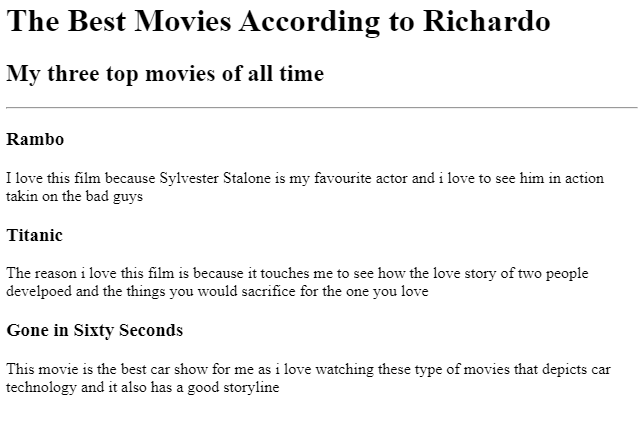 The Best Movies According to Richardo
My three top movies of all time
Rambo
I love this film because Sylvester Stalone is my favourite actor and i love to see him in action
takin on the bad guys
Titanic
The reason i love this film is because it touches me to see how the love story of two people
develpoed and the things you would sacrifice for the one you love
Gone in Sixty Seconds
This movie is the best car show for me as i love watching these type of movies that depicts car
technology and it also has a good storyline